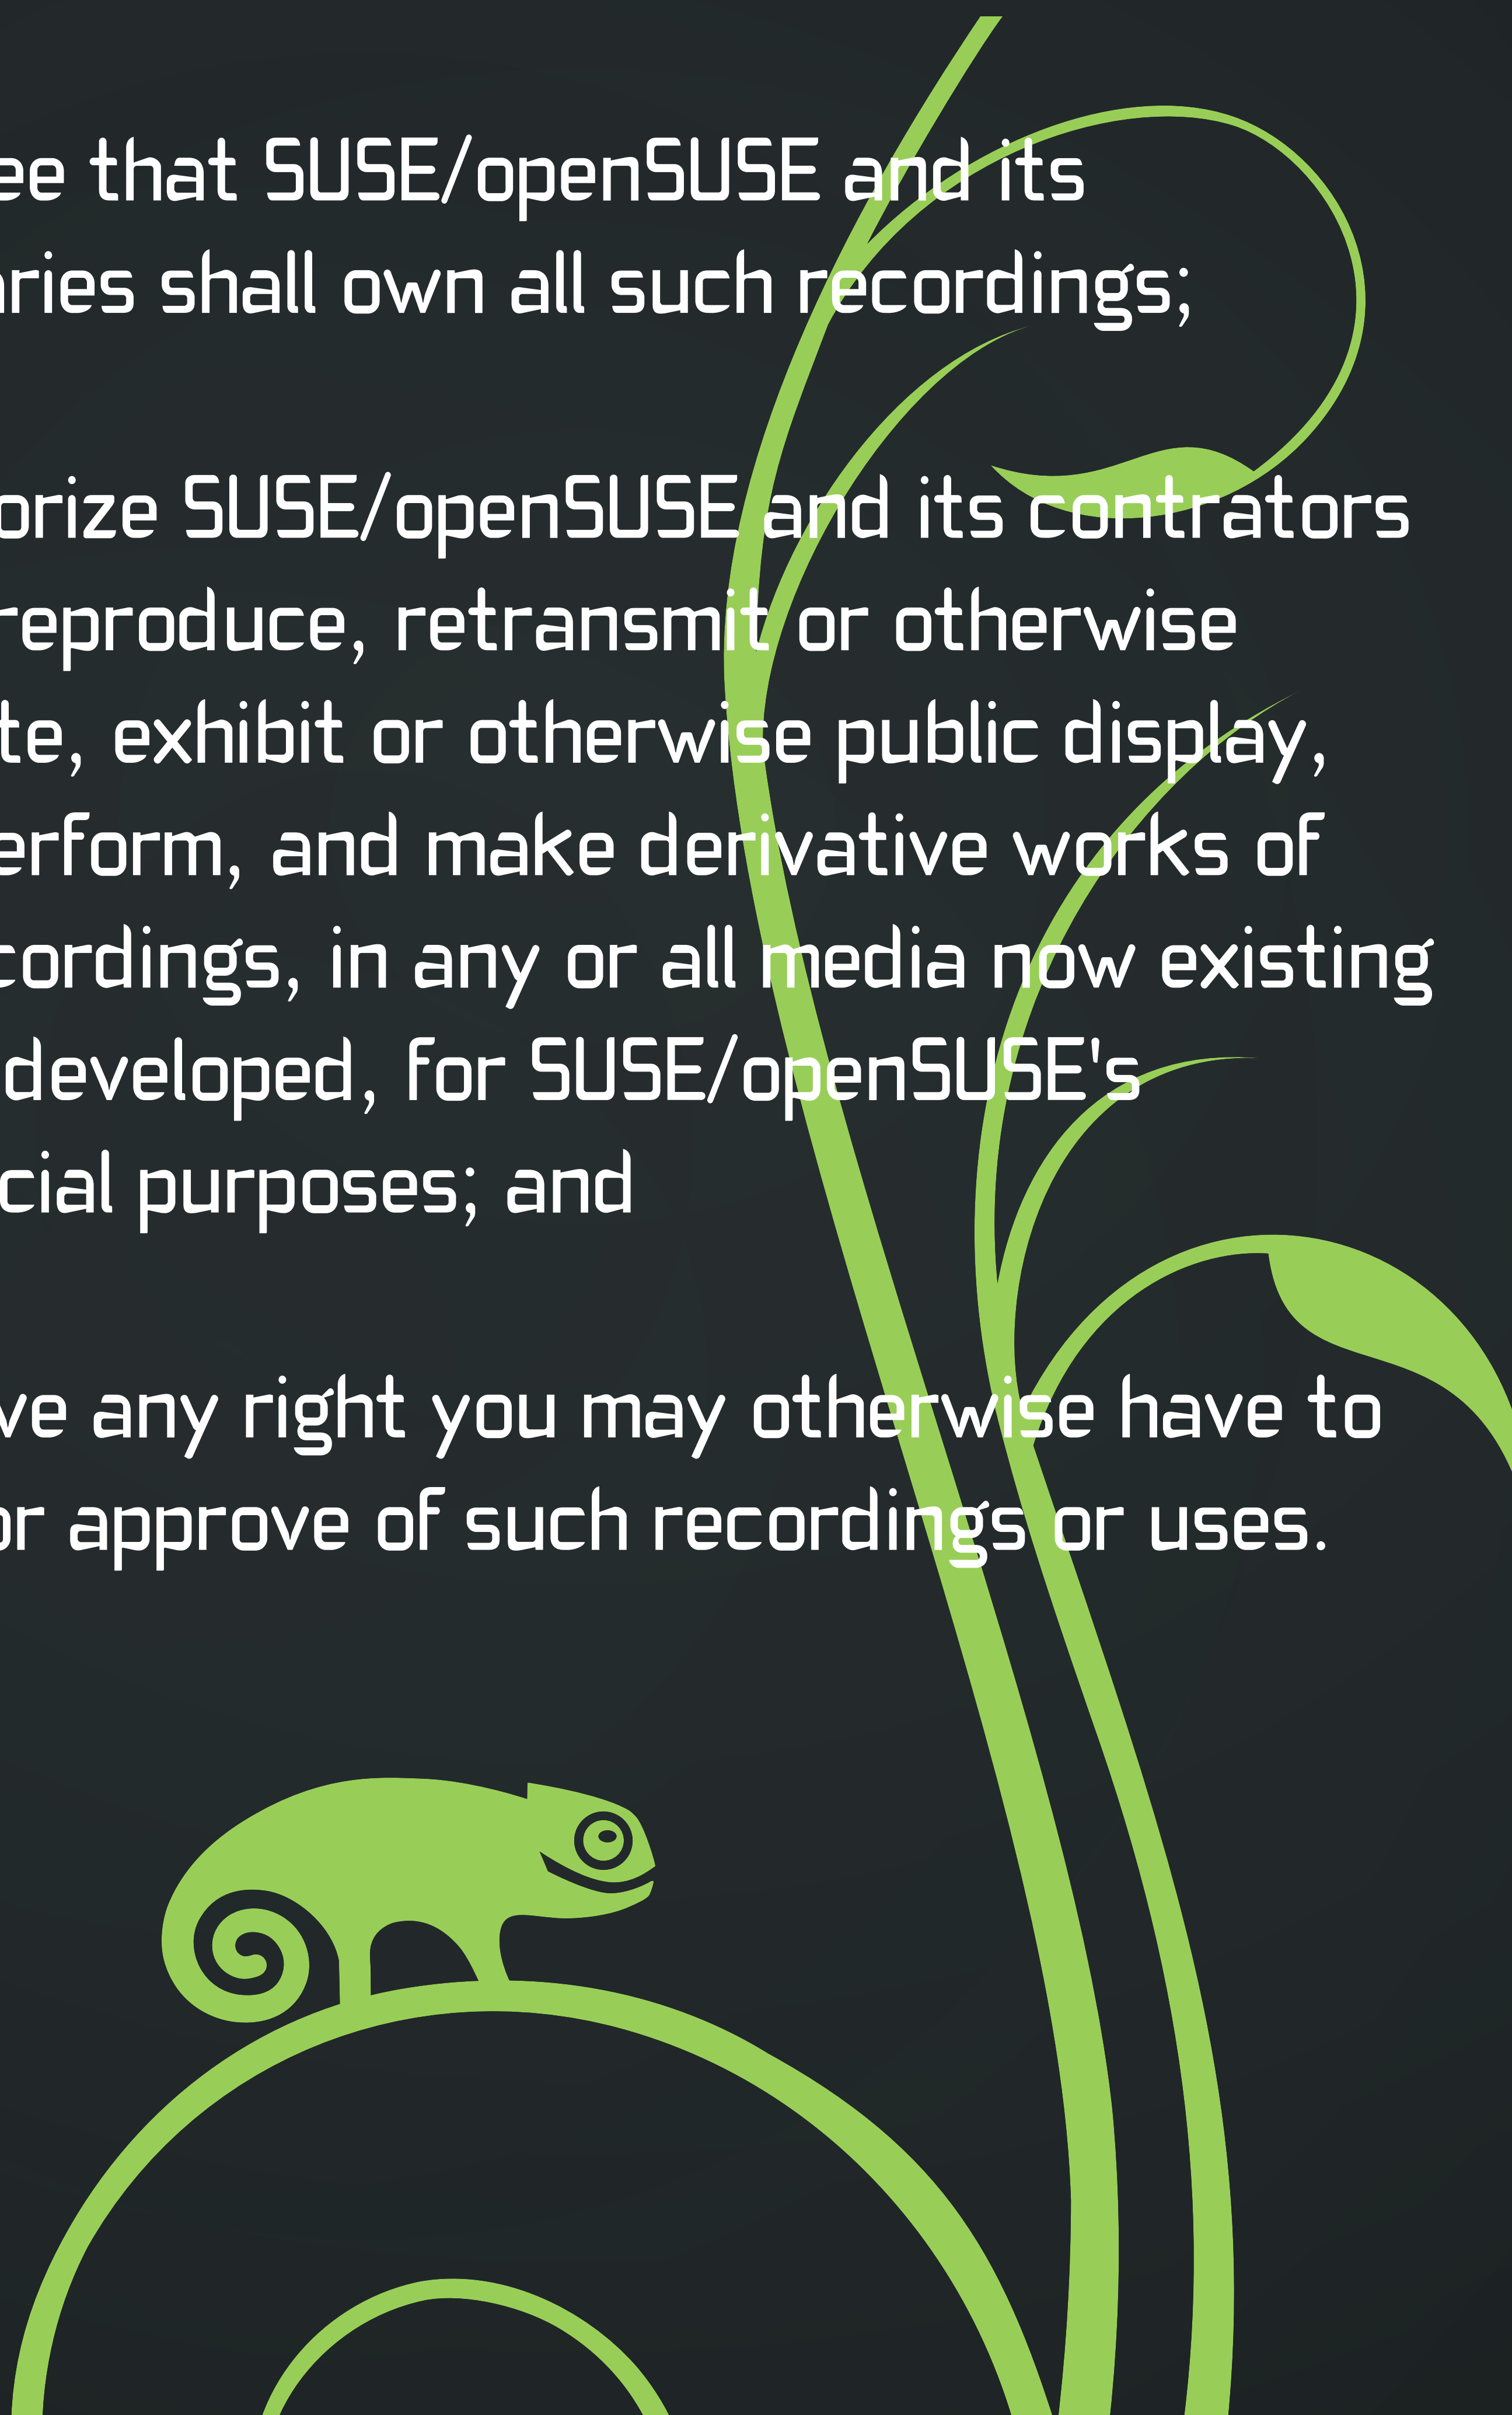 ee that SUSE/openSUSE and its
ries shall own all such recordings;
orize SUSE/openSUSE and its contrators
reproduce, retransmit or otherwise
te, exhibit or otherwise public display,
erform, and make derivative works of
cordings, in any or all media now existing
developed, for SUSE/openSUSE's
cial purposes; and
ve any right you may otherwise have to
or approve of such recordings or uses.